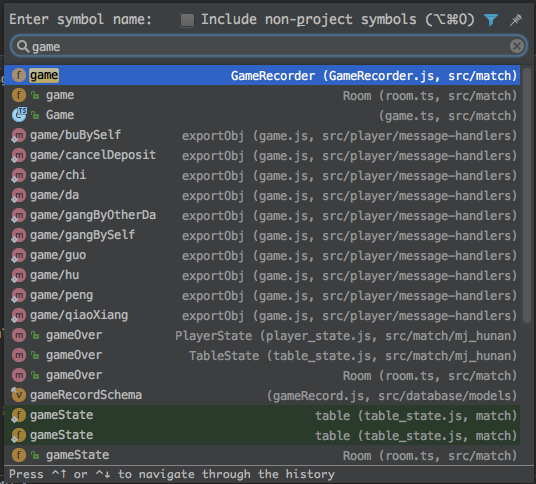 Enter symbol name: Include non-project symbols (⌥⌘O)
game
f game GameRecorder (GameRecorder.js, src/match)
f game Room (room.ts, src/match)
TS Game (game.ts, src/match)
m game/buBySelf exportObj (game.js, src/player/message-handlers)
m game/cancelDeposit exportObj (game.js, src/player/message-handlers)
m game/chi exportObj (game.js, src/player/message-handlers)
m game/da exportObj (game.js, src/player/message-handlers)
m game/gangByOtherDa exportObj (game.js, src/player/message-handlers)
m game/gangBySelf exportObj (game.js, src/player/message-handlers)
m game/guo exportObj (game.js, src/player/message-handlers)
m game/hu exportObj (game.js, src/player/message-handlers)
m game/peng exportObj (game.js, src/player/message-handlers)
m game/qiaoXiang exportObj (game.js, src/player/message-handlers)
m gameOver PlayerState (player_state.js, src/match/mj_hunan)
m gameOver TableState (table_state.js, src/match/mj_hunan)
m gameOver Room (room.ts, src/match)
v gameRecordSchema (gameRecord.js, src/database/models)
f gameState table (table_state.js, match)
f gameState table (table_state.js, match)
f gameState Room (room.ts, src/match)
Press ^↑ or ^↓ to navigate through the history